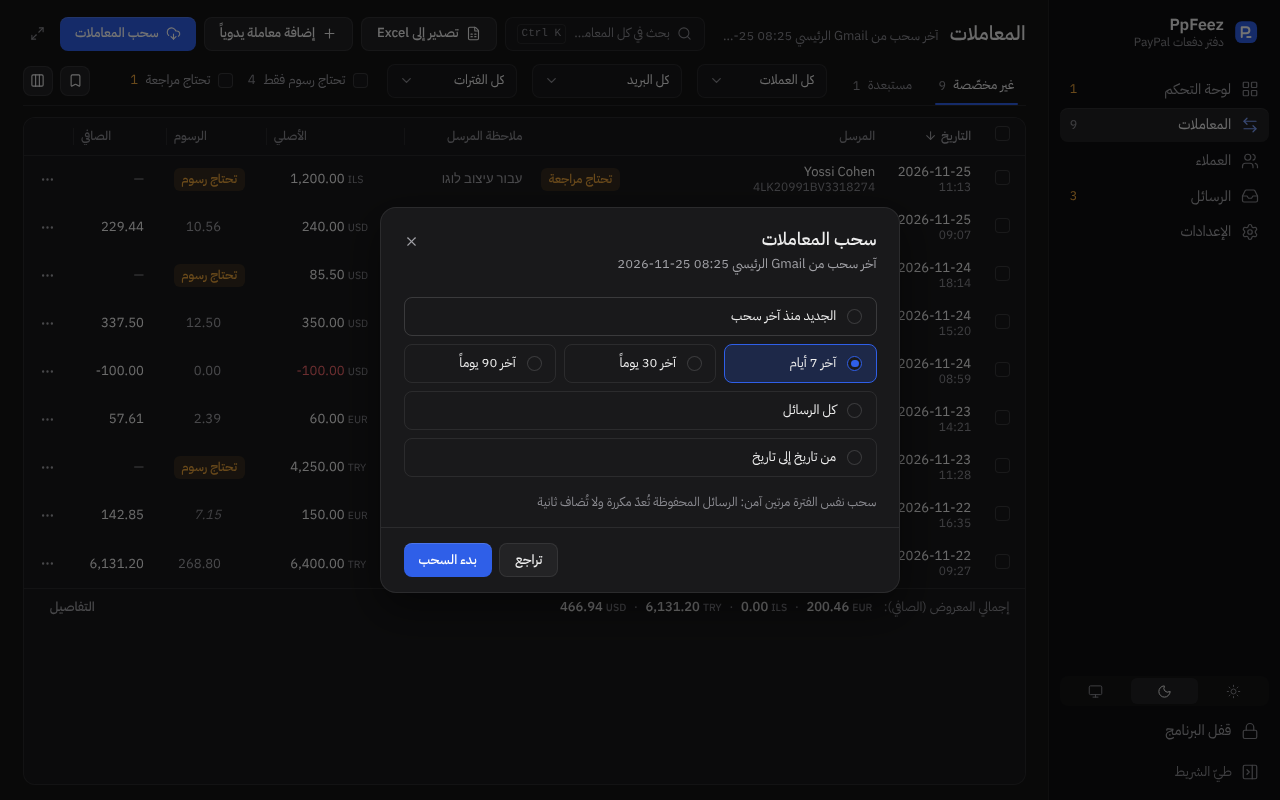 PpFeez
دفتر دفعات PayPal
لوحة التحكم 1
المعاملات 9
العملاء
الرسائل 3
الإعدادات
قفل البرنامج
طيّ الشريط
المعاملات
آخر سحب من Gmail الرئيسي 08:25 25-...
بحث في كل المعامـ... Ctrl K
تصدير إلى Excel
إضافة معاملة يدوياً
سحب المعاملات
غير مخصّصة 9
مستبعدة 1
كل العملات
كل البريد
كل الفترات
تحتاج رسوم فقط 4
تحتاج مراجعة 1
التاريخ ↓ المرسل ملاحظة المرسل الأصلي الرسوم الصافي
2026-11-25 Yossi Cohen تحتاج مراجعة עבור עיצוב לוגו 1,200.00 ILS تحتاج رسوم —
11:13 4LK20991BV3318274
2026-11-25 240.00 USD 10.56 229.44
09:07
2026-11-24 85.50 USD تحتاج رسوم —
18:14
2026-11-24 350.00 USD 12.50 337.50
15:20
2026-11-24 -100.00 USD 0.00 -100.00
08:59
2026-11-23 60.00 EUR 2.39 57.61
14:21
2026-11-23 4,250.00 TRY تحتاج رسوم —
11:28
2026-11-22 150.00 EUR 7.15 142.85
16:35
2026-11-22 6,400.00 TRY 268.80 6,131.20
09:27
إجمالي المعروض (الصافي): 200.46 EUR · 0.00 ILS · 6,131.20 TRY · 466.94 USD التفاصيل
سحب المعاملات
آخر سحب من Gmail الرئيسي 08:25 25-11-2026
الجديد منذ آخر سحب
آخر 7 أيام آخر 30 يوماً آخر 90 يوماً
كل الرسائل
من تاريخ إلى تاريخ
سحب نفس الفترة مرتين آمن: الرسائل المحفوظة تُعدّ مكررة ولا تُضاف ثانية
تراجع بدء السحب